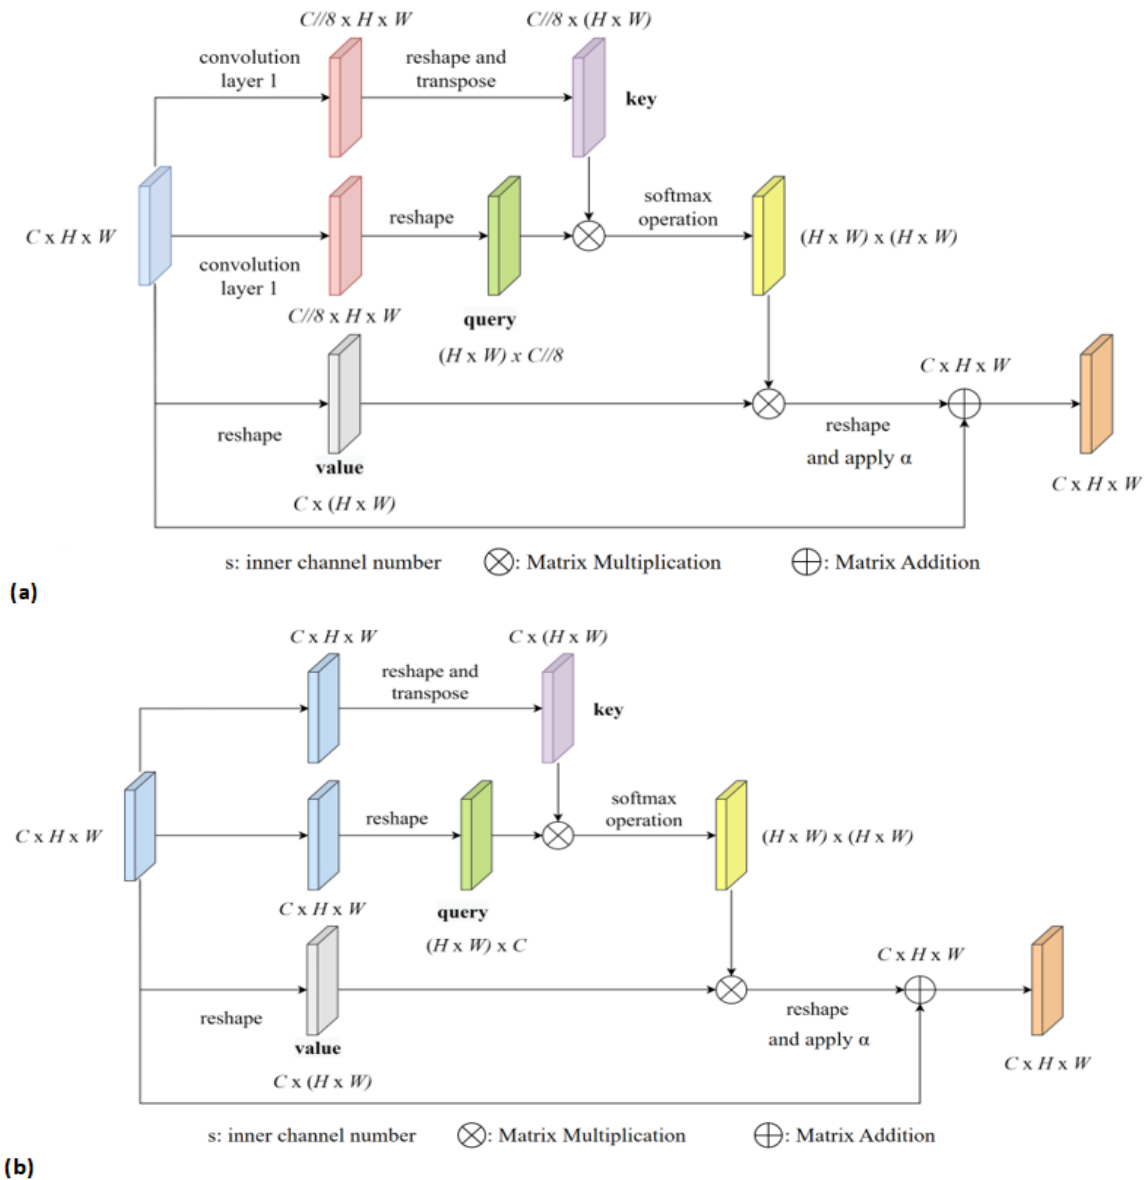 C//8 x H x W
C//8 x (H x W)
convolution
layer 1
reshape and
transpose
key
C x H x W
reshape
softmax
operation
(H x W) x (H x W)
convolution
layer 1
C//8 x H x W
query
(H x W) x C//8
C x H x W
reshape
value
C x (H x W)
reshape
and apply α
C x H x W
s: inner channel number
: Matrix Multiplication
: Matrix Addition
(a)
C x H x W
C x (H x W)
reshape and
transpose
key
C x H x W
reshape
softmax
operation
(H x W) x (H x W)
C x H x W
query
(H x W) x C
C x H x W
reshape
value
C x (H x W)
reshape
and apply α
C x H x W
s: inner channel number
: Matrix Multiplication
: Matrix Addition
(b)